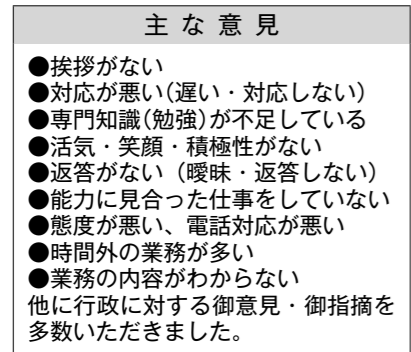 主な意見
●挨拶がない
●対応が悪い(遅い・対応しない)
●専門知識(勉強)が不足している
●活気・笑顔・積極性がない
●返答がない（曖昧・返答しない）
●能力に見合った仕事をしていない
●態度が悪い、電話対応が悪い
●時間外の業務が多い
●業務の内容がわからない
他に行政に対する御意見・御指摘を
多数いただきました。